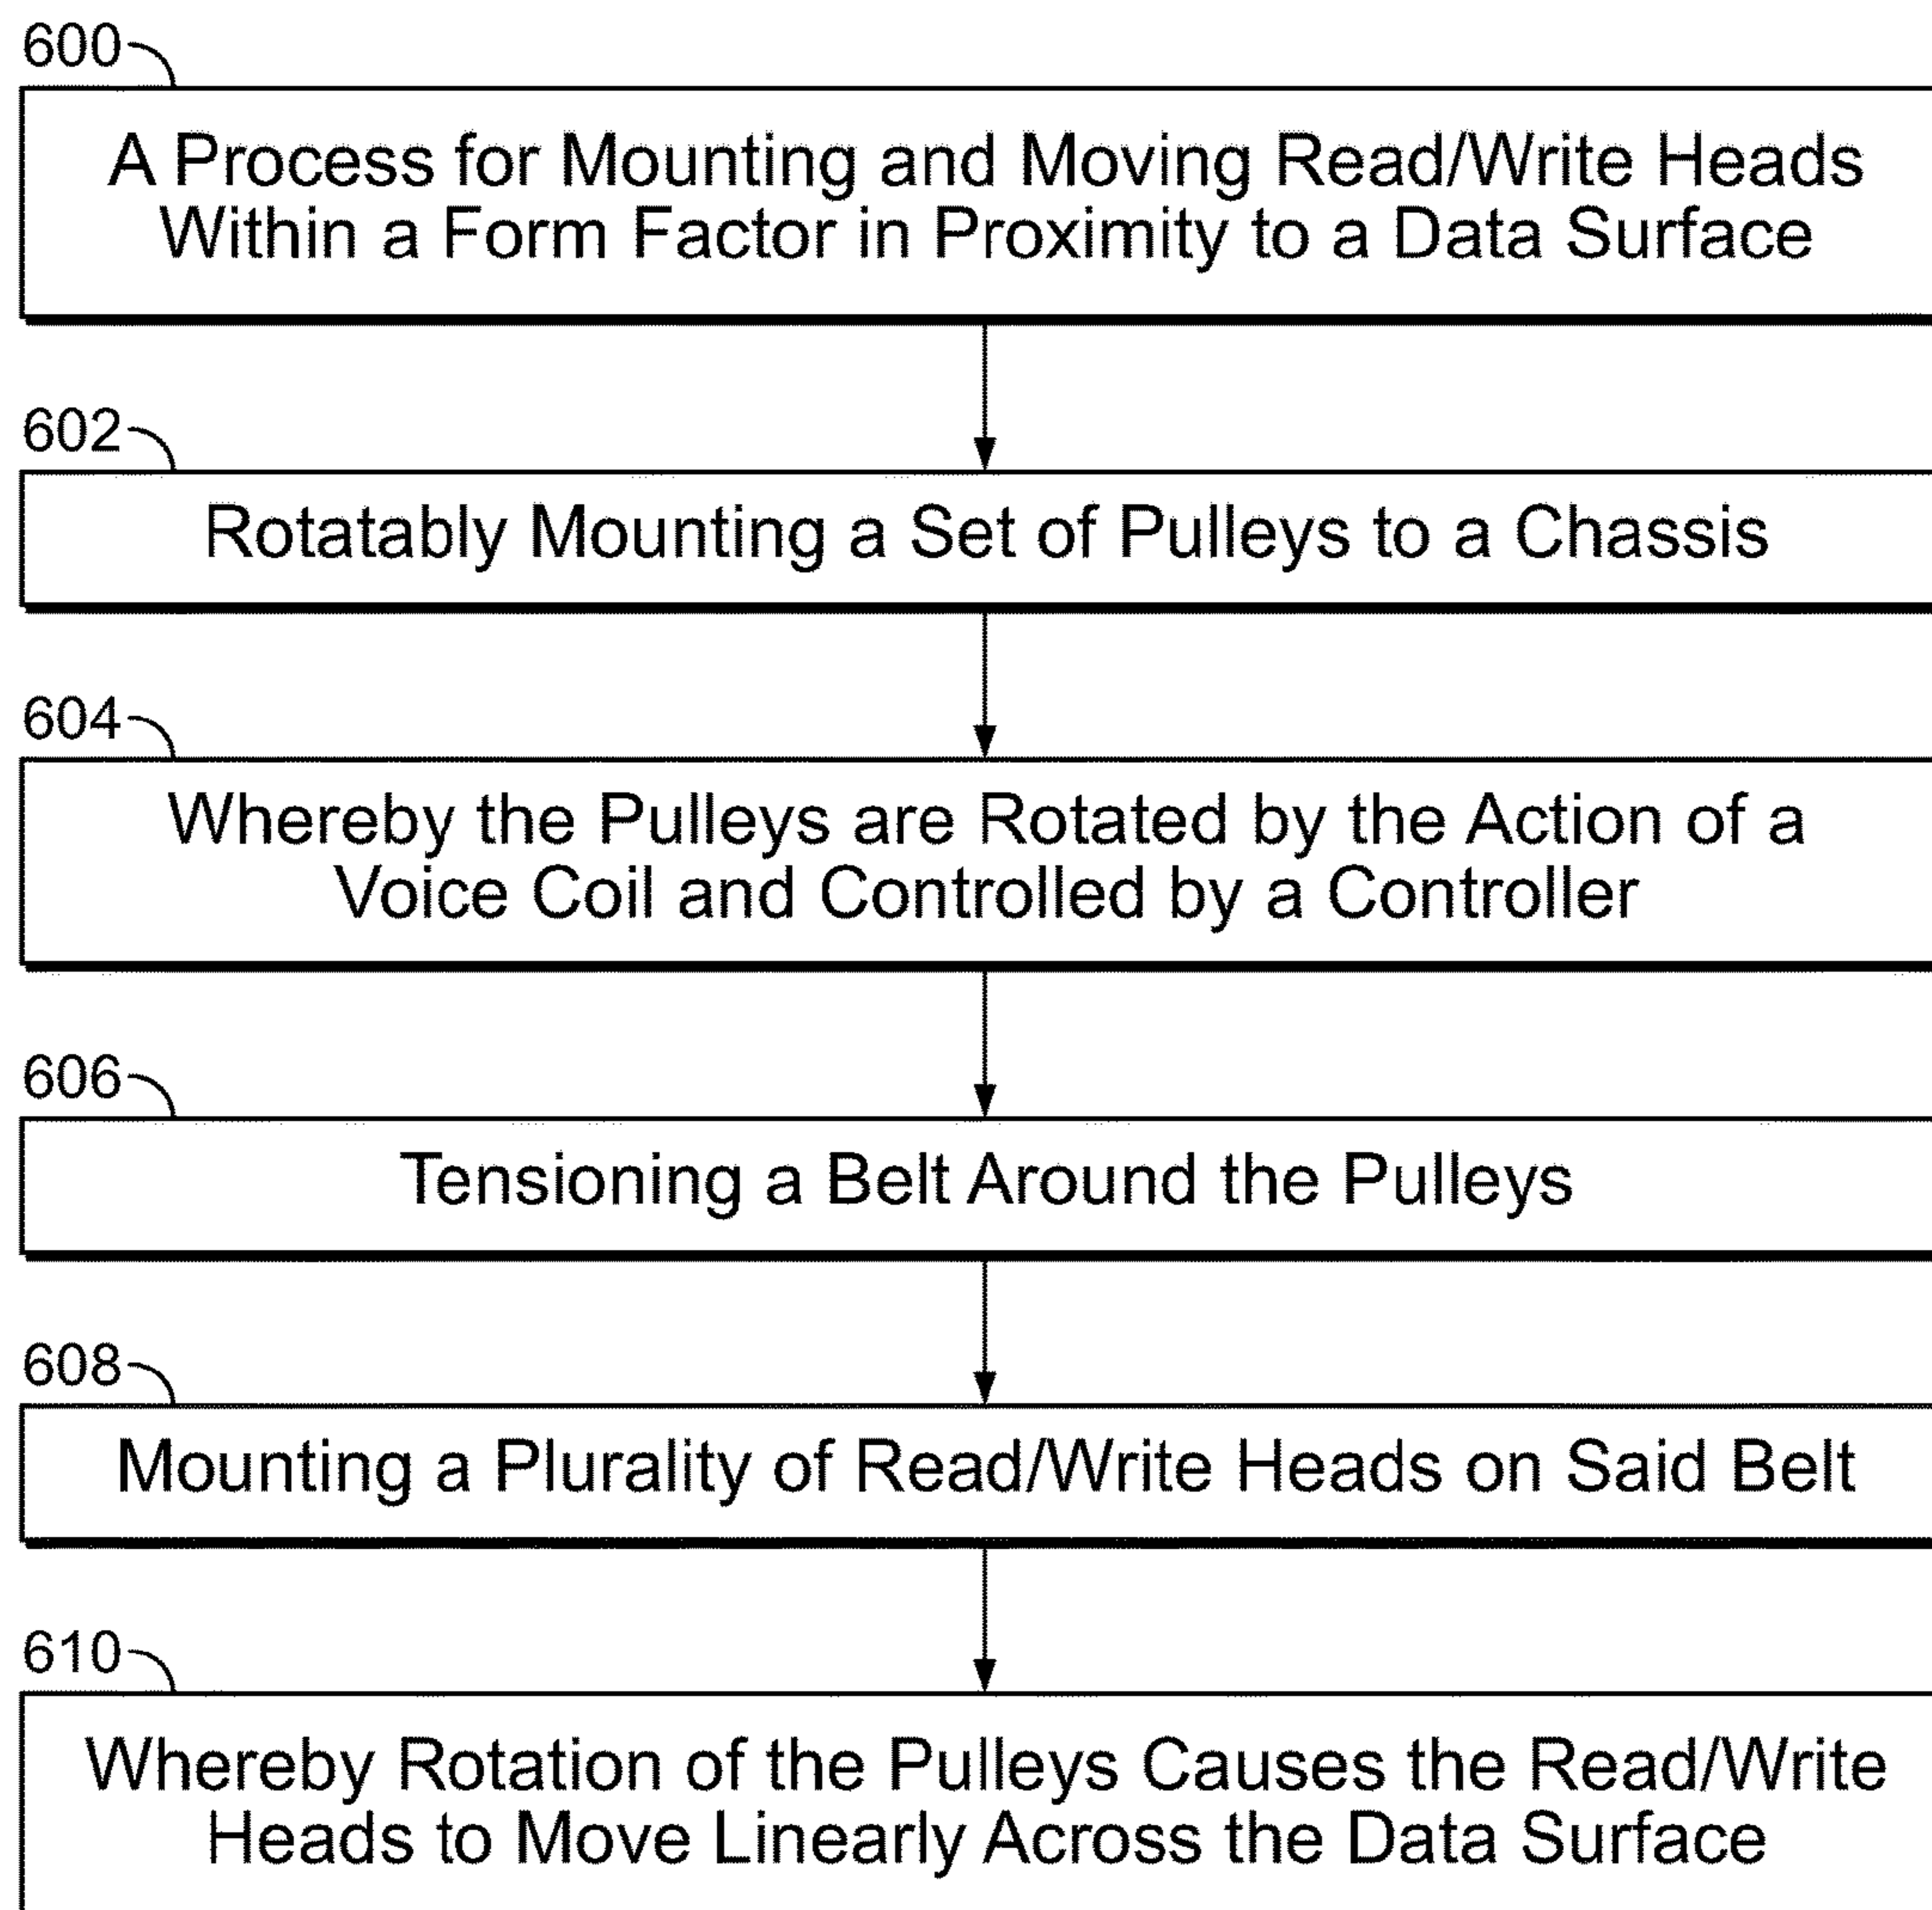 600
A Process for Mounting and Moving Read/Write Heads
Within a Form Factor in Proximity to a Data Surface
602
Rotatably Mounting a Set of Pulleys to a Chassis
604
Whereby the Pulleys are Rotated by the Action of a
Voice Coil and Controlled by a Controller
606
Tensioning a Belt Around the Pulleys
608
Mounting a Plurality of Read/Write Heads on Said Belt
610
Whereby Rotation of the Pulleys Causes the Read/Write
Heads to Move Linearly Across the Data Surface